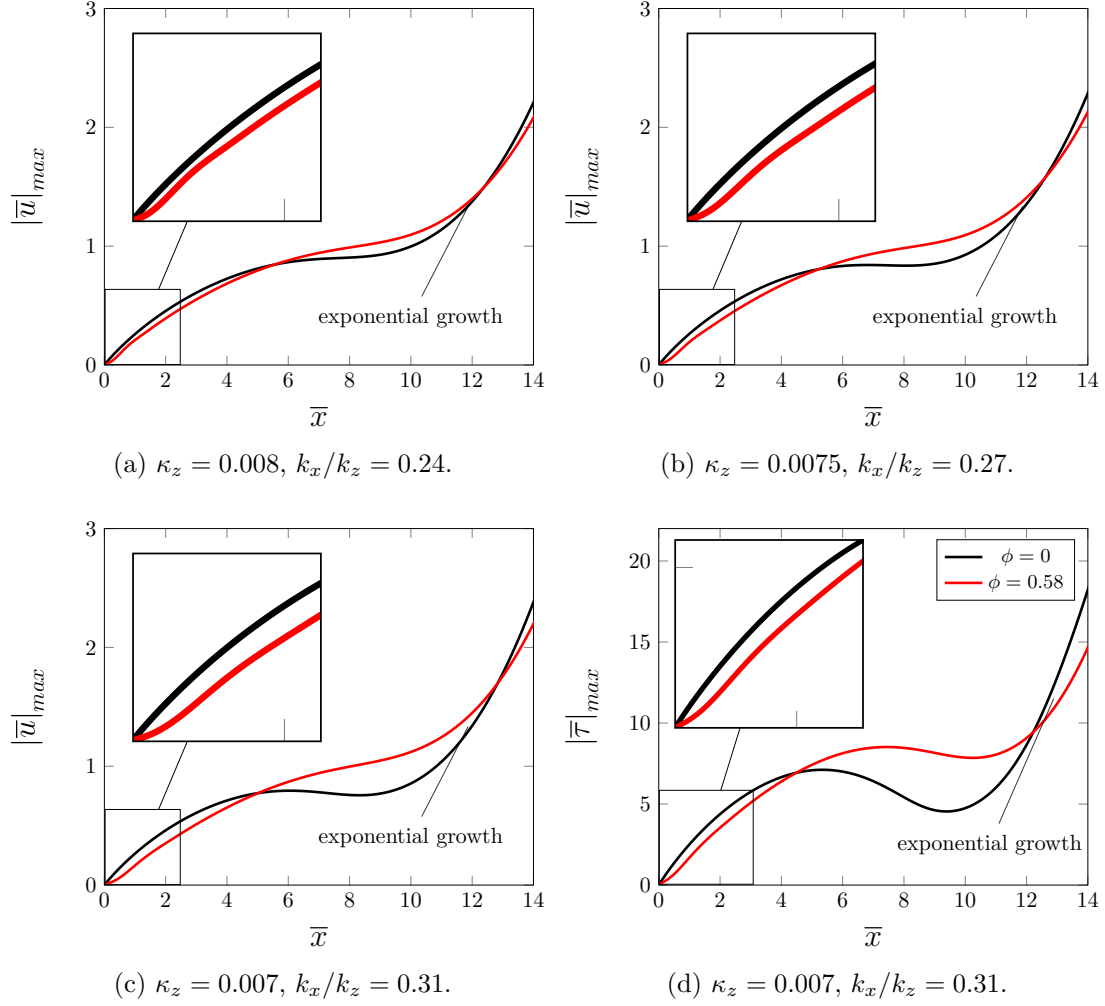 3
2
1
0
|u̅|max
exponential growth
0 2 4 6 8 10 12 14
x̅
(a) κz = 0.008, kx/kz = 0.24.
3
2
1
0
|u̅|max
exponential growth
0 2 4 6 8 10 12 14
x̅
(b) κz = 0.0075, kx/kz = 0.27.
3
2
1
0
|u̅|max
exponential growth
0 2 4 6 8 10 12 14
x̅
(c) κz = 0.007, kx/kz = 0.31.
20
15
10
5
0
|τ̅|max
ϕ = 0
ϕ = 0.58
exponential growth
0 2 4 6 8 10 12 14
x̅
(d) κz = 0.007, kx/kz = 0.31.